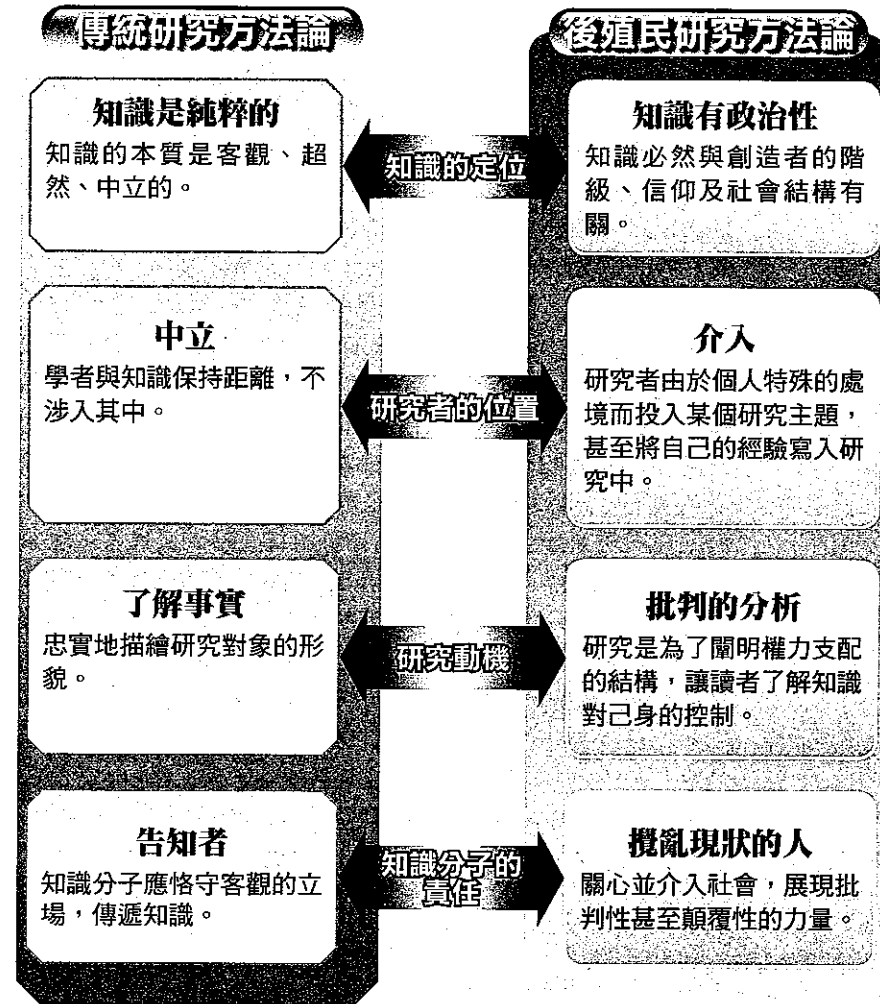 傳統研究方法論
後殖民研究方法論
知識是純粹的
知識的本質是客觀、超
然、中立的。
知識的定位
知識有政治性
知識必然與創造者的階
級、信仰及社會結構有
關。
中立
學者與知識保持距離,不
涉入其中。
研究者的位置
介入
研究者由於個人特殊的處
境而投入某個研究主題,
甚至將自己的經驗寫入研
究中。
了解事實
忠實地描繪研究對象的形
貌。
研究動機
批判的分析
研究是為了闡明權力支配
的結構,讓讀者了解知識
對己身的控制。
告知者
知識分子應恪守客觀的立
場,傳遞知識。
知識分子的
責任
攪亂現狀的人
關心並介入社會,展現批
判性甚至顛覆性的力量。